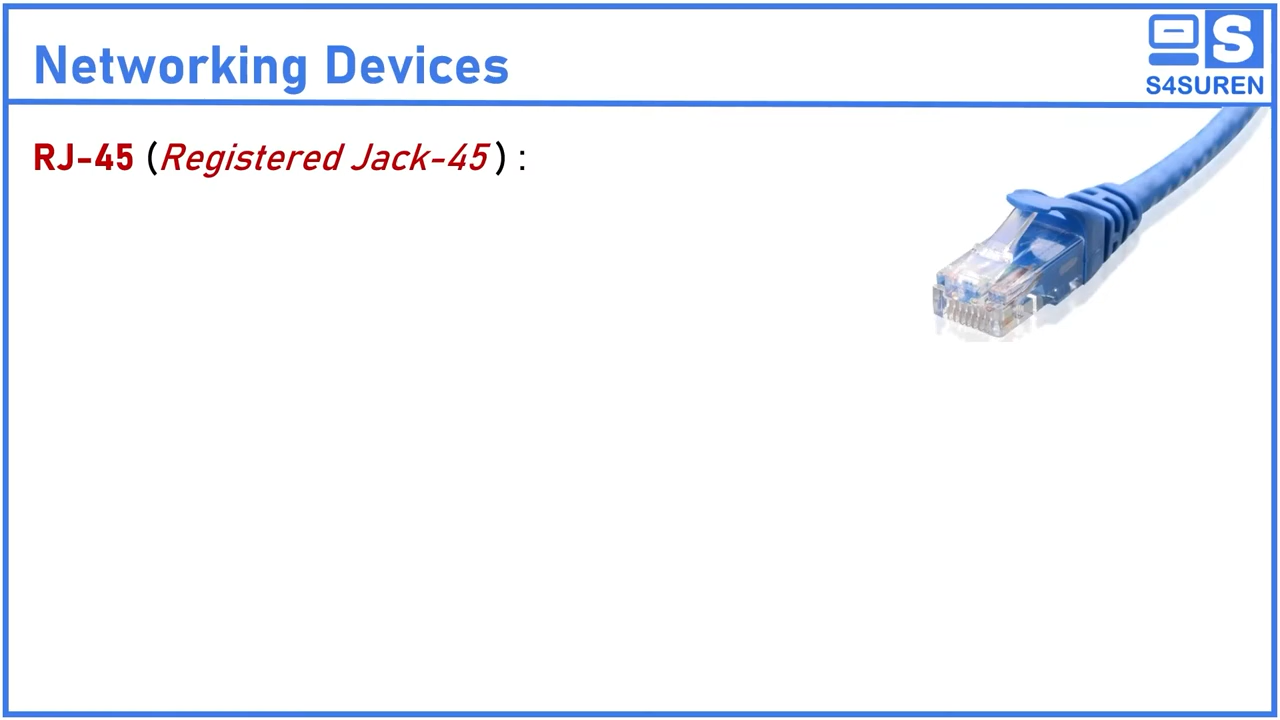 Networking Devices
S
S4SUREN
RJ-45 (Registered Jack-45) :